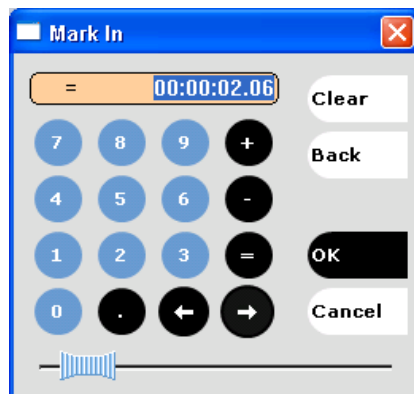 Mark In
= 00:00:02.06
Clear
7 8 9 +
Back
4 5 6 -
1 2 3 =
OK
0 . ← →
Cancel